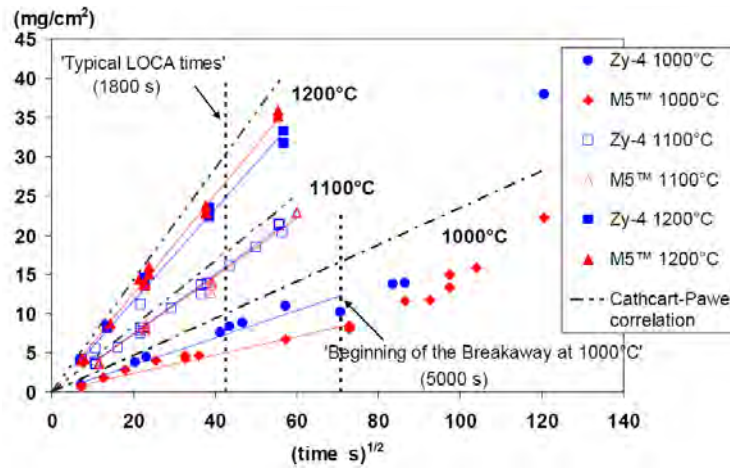 (mg/cm²)
45
40
35
30
25
20
15
10
5
0
'Typical LOCA times'
(1800 s)
1200°C
1100°C
1000°C
'Beginning of the Breakaway at 1000°C'
(5000 s)
Zy-4 1000°C
M5™ 1000°C
Zy-4 1100°C
M5™ 1100°C
Zy-4 1200°C
M5™ 1200°C
Cathcart-Pawe
correlation
0 20 40 60 80 100 120 140
(time s)¹/²